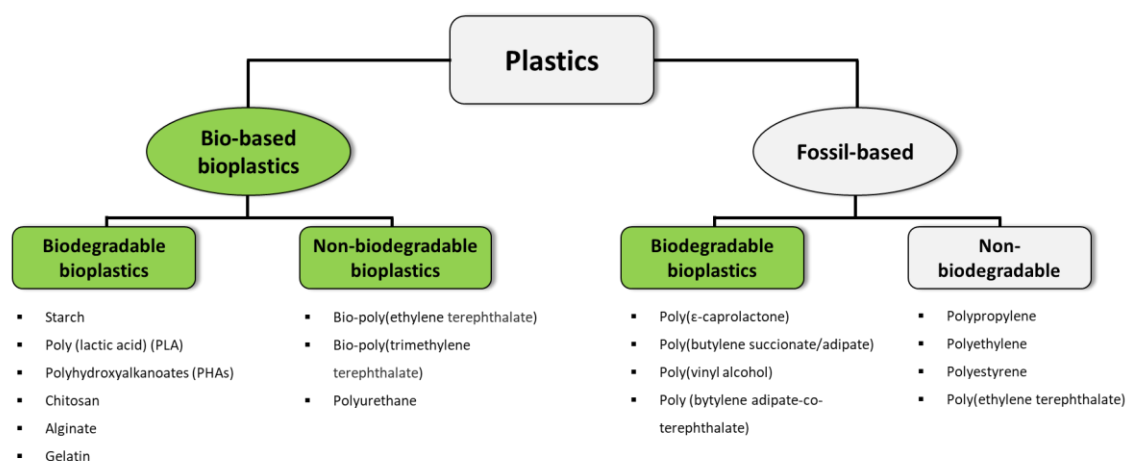 Plastics
Bio-based
bioplastics
Fossil-based
Biodegradable
bioplastics
Non-biodegradable
bioplastics
Biodegradable
bioplastics
Non-
biodegradable
▪ Starch
▪ Poly (lactic acid) (PLA)
▪ Polyhydroxyalkanoates (PHAs)
▪ Chitosan
▪ Alginate
▪ Gelatin
▪ Bio-poly(ethylene terephthalate)
▪ Bio-poly(trimethylene
terephthalate)
▪ Polyurethane
▪ Poly(ε-caprolactone)
▪ Poly(butylene succionate/adipate)
▪ Poly(vinyl alcohol)
▪ Poly (bytylene adipate-co-
terephthalate)
▪ Polypropylene
▪ Polyethylene
▪ Polyestyrene
▪ Poly(ethylene terephthalate)